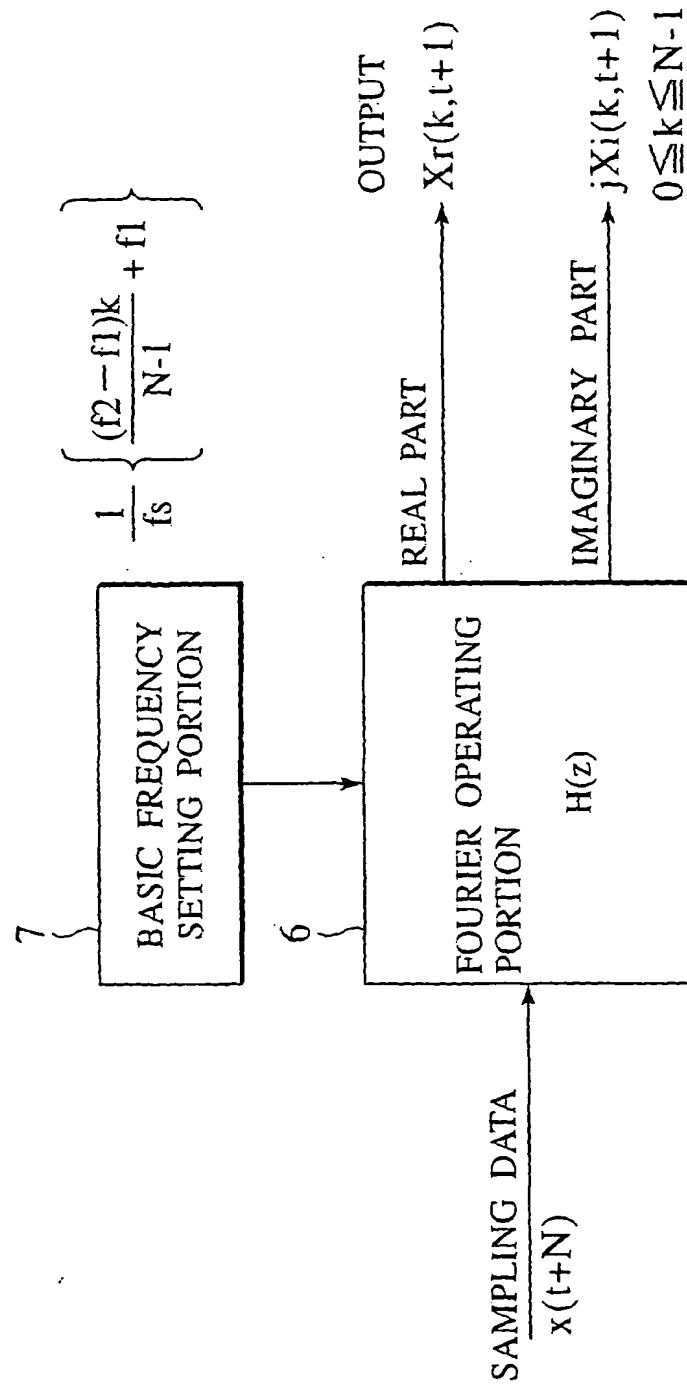 7
BASIC FREQUENCY
SETTING PORTION
1/fs { (f2−f1)k/N-1 + f1 }
6
FOURIER OPERATING
PORTION
H(z)
SAMPLING DATA
x(t+N)
REAL PART
OUTPUT
Xr(k,t+1)
IMAGINARY PART
jXi(k,t+1)
0≦k≦N-1